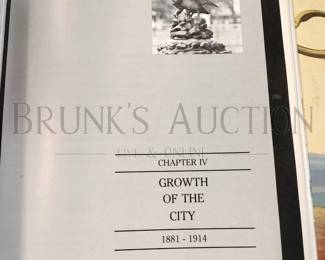 BRUNK'S AUCTION
LIVE & ONLINE
CHAPTER IV
GROWTH
OF THE
CITY
1881 - 1914